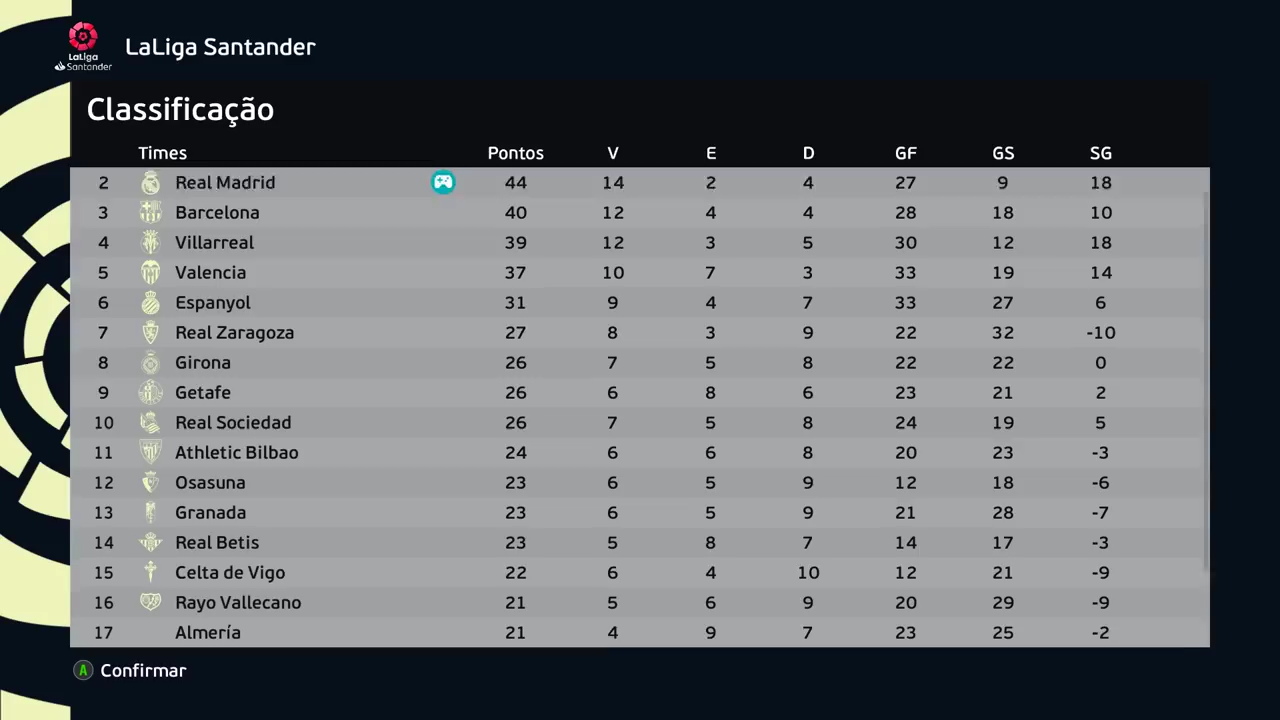 LaLiga
Santander
LaLiga Santander
Classificação
Times Pontos V E D GF GS SG
2 Real Madrid 44 14 2 4 27 9 18
3 Barcelona 40 12 4 4 28 18 10
4 Villarreal 39 12 3 5 30 12 18
5 Valencia 37 10 7 3 33 19 14
6 Espanyol 31 9 4 7 33 27 6
7 Real Zaragoza 27 8 3 9 22 32 -10
8 Girona 26 7 5 8 22 22 0
9 Getafe 26 6 8 6 23 21 2
10 Real Sociedad 26 7 5 8 24 19 5
11 Athletic Bilbao 24 6 6 8 20 23 -3
12 Osasuna 23 6 5 9 12 18 -6
13 Granada 23 6 5 9 21 28 -7
14 Real Betis 23 5 8 7 14 17 -3
15 Celta de Vigo 22 6 4 10 12 21 -9
16 Rayo Vallecano 21 5 6 9 20 29 -9
17 Almería 21 4 9 7 23 25 -2
A Confirmar